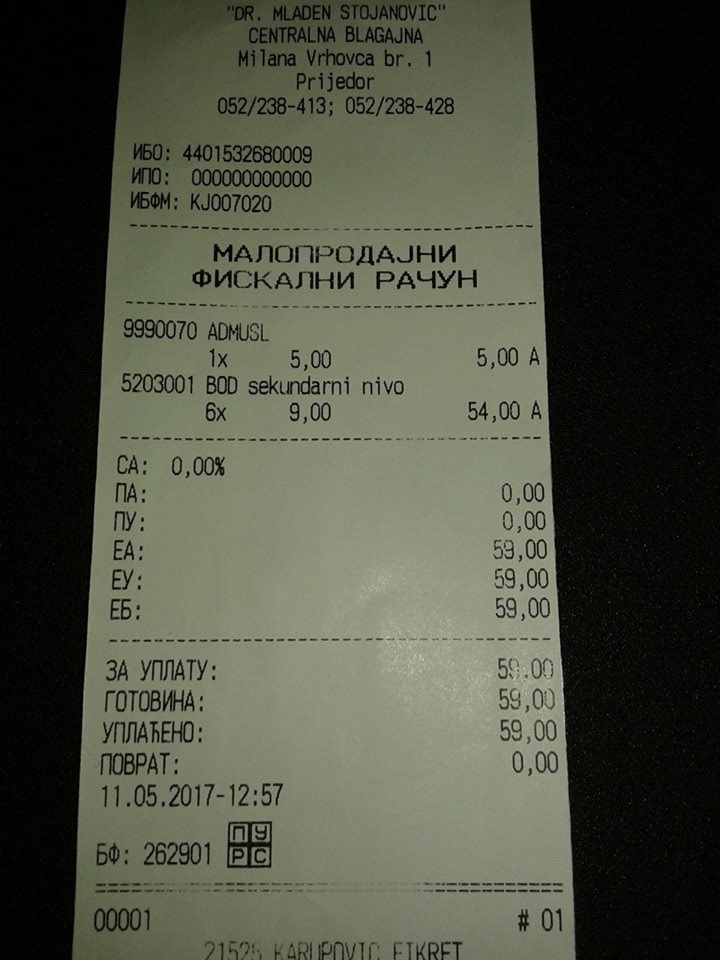 "DR. MLADEN STOJANOVIC"
CENTRALNA BLAGAJNA
Milana Vrhovca br. 1
Prijedor
052/238-413; 052/238-428
ИБО: 4401532680009
ИПО: 000000000000
ИБФМ: KJ007020
МАЛОПРОДАЈНИ
ФИСКАЛНИ РАЧУН
9990070 ADMUSL
1x 5,00 5,00 А
5203001 BOD sekundarni nivo
6x 9,00 54,00 А
СА: 0,00%
ПА: 0,00
ПУ: 0,00
ЕА: 59,00
ЕУ: 59,00
ЕБ: 59,00
ЗА УПЛАТУ: 59,00
ГОТОВИНА: 59,00
УПЛАЋЕНО: 59,00
ПОВРАТ: 0,00
11.05.2017-12:57
БФ: 262901 ПУ
РС
00001 # 01
21525 KARUPOVIC FIKRET